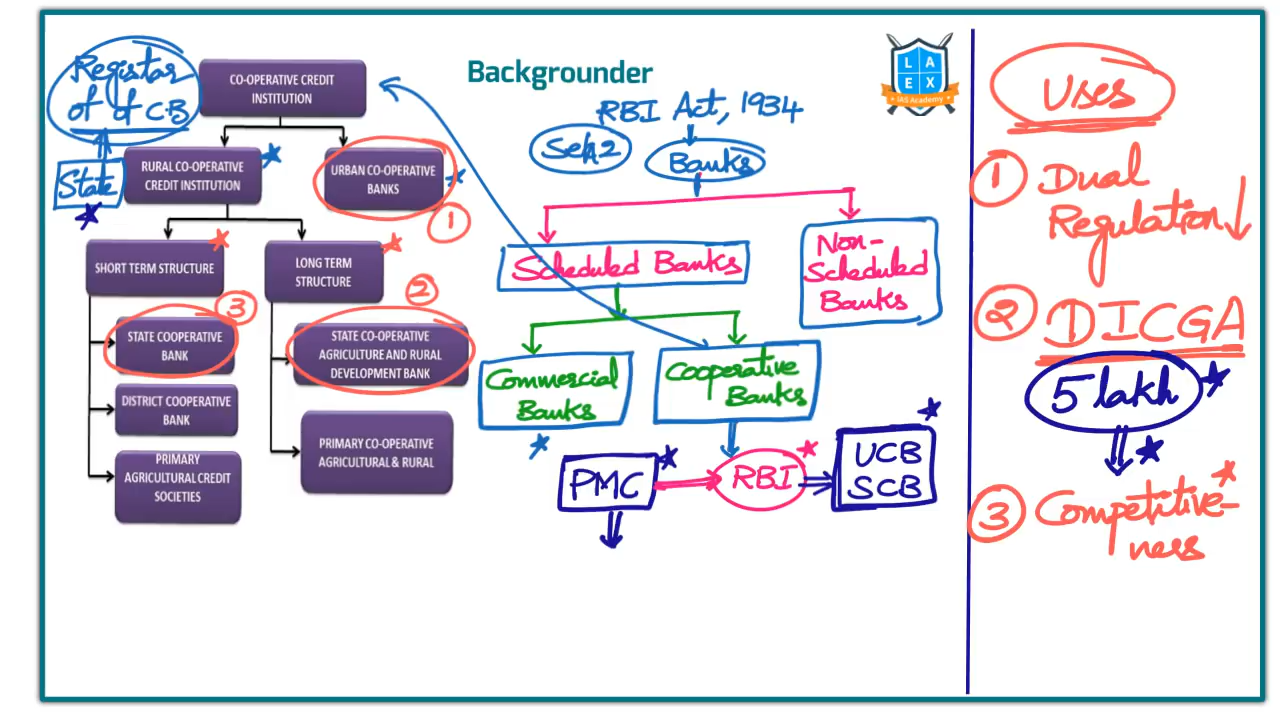 Registar
of of C.B
State
CO-OPERATIVE CREDIT
INSTITUTION
RURAL CO-OPERATIVE
CREDIT INSTITUTION
URBAN CO-OPERATIVE
BANKS
1
SHORT TERM STRUCTURE
LONG TERM
STRUCTURE
3
2
STATE COOPERATIVE
BANK
STATE CO-OPERATIVE
AGRICULTURE AND RURAL
DEVELOPMENT BANK
DISTRICT COOPERATIVE
BANK
PRIMARY CO-OPERATIVE
AGRICULTURAL & RURAL
PRIMARY
AGRICULTURAL CREDIT
SOCIETIES
Backgrounder
RBI Act, 1934
Banks
Scheduled Banks
Non-
Scheduled
Banks
Commercial
Banks
Cooperative
Banks
PMC
RBI
UCB
SCB
LA
EX
IAS Academy
Uses
1 Dual
Regulation
2 DICGA
5 lakh
3 Competitive-
ness